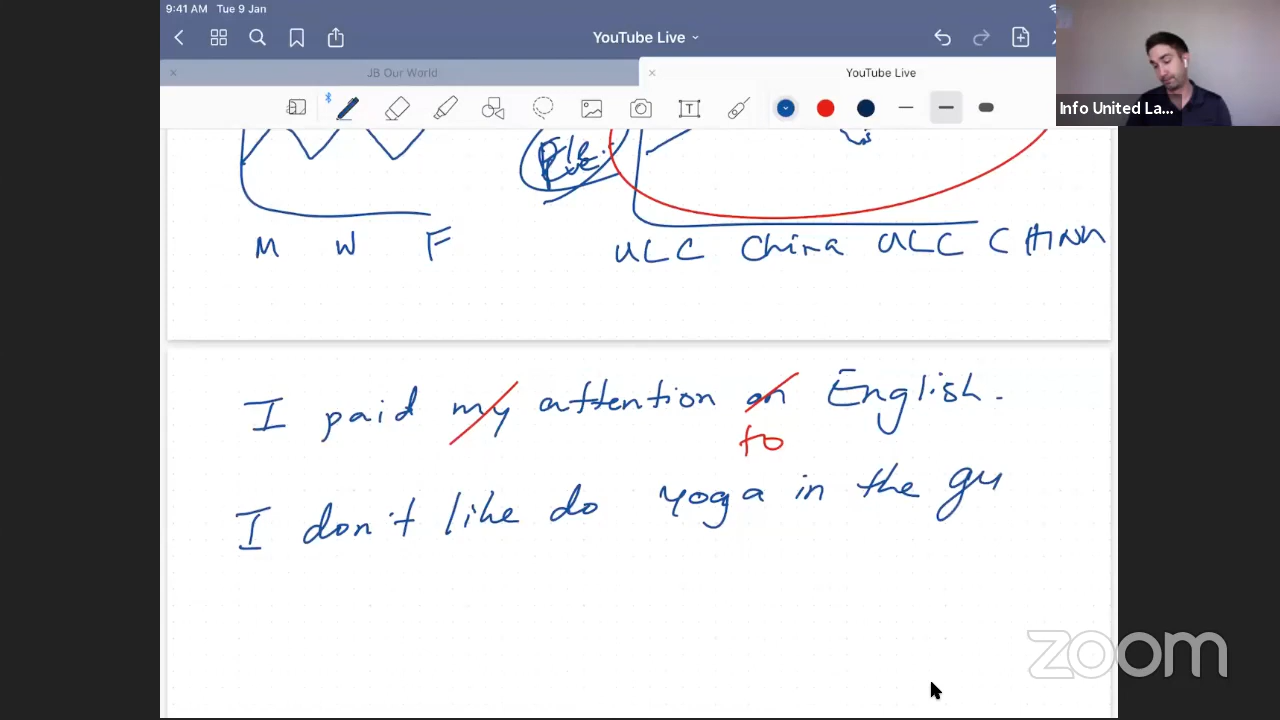 9:41 AM Tue 9 Jan
YouTube Live
JB Our World
YouTube Live
Info United La...
M W F
ULC China ULC CHINA
I paid my attention on English.
to
I don't like do yoga in the gy
zoom